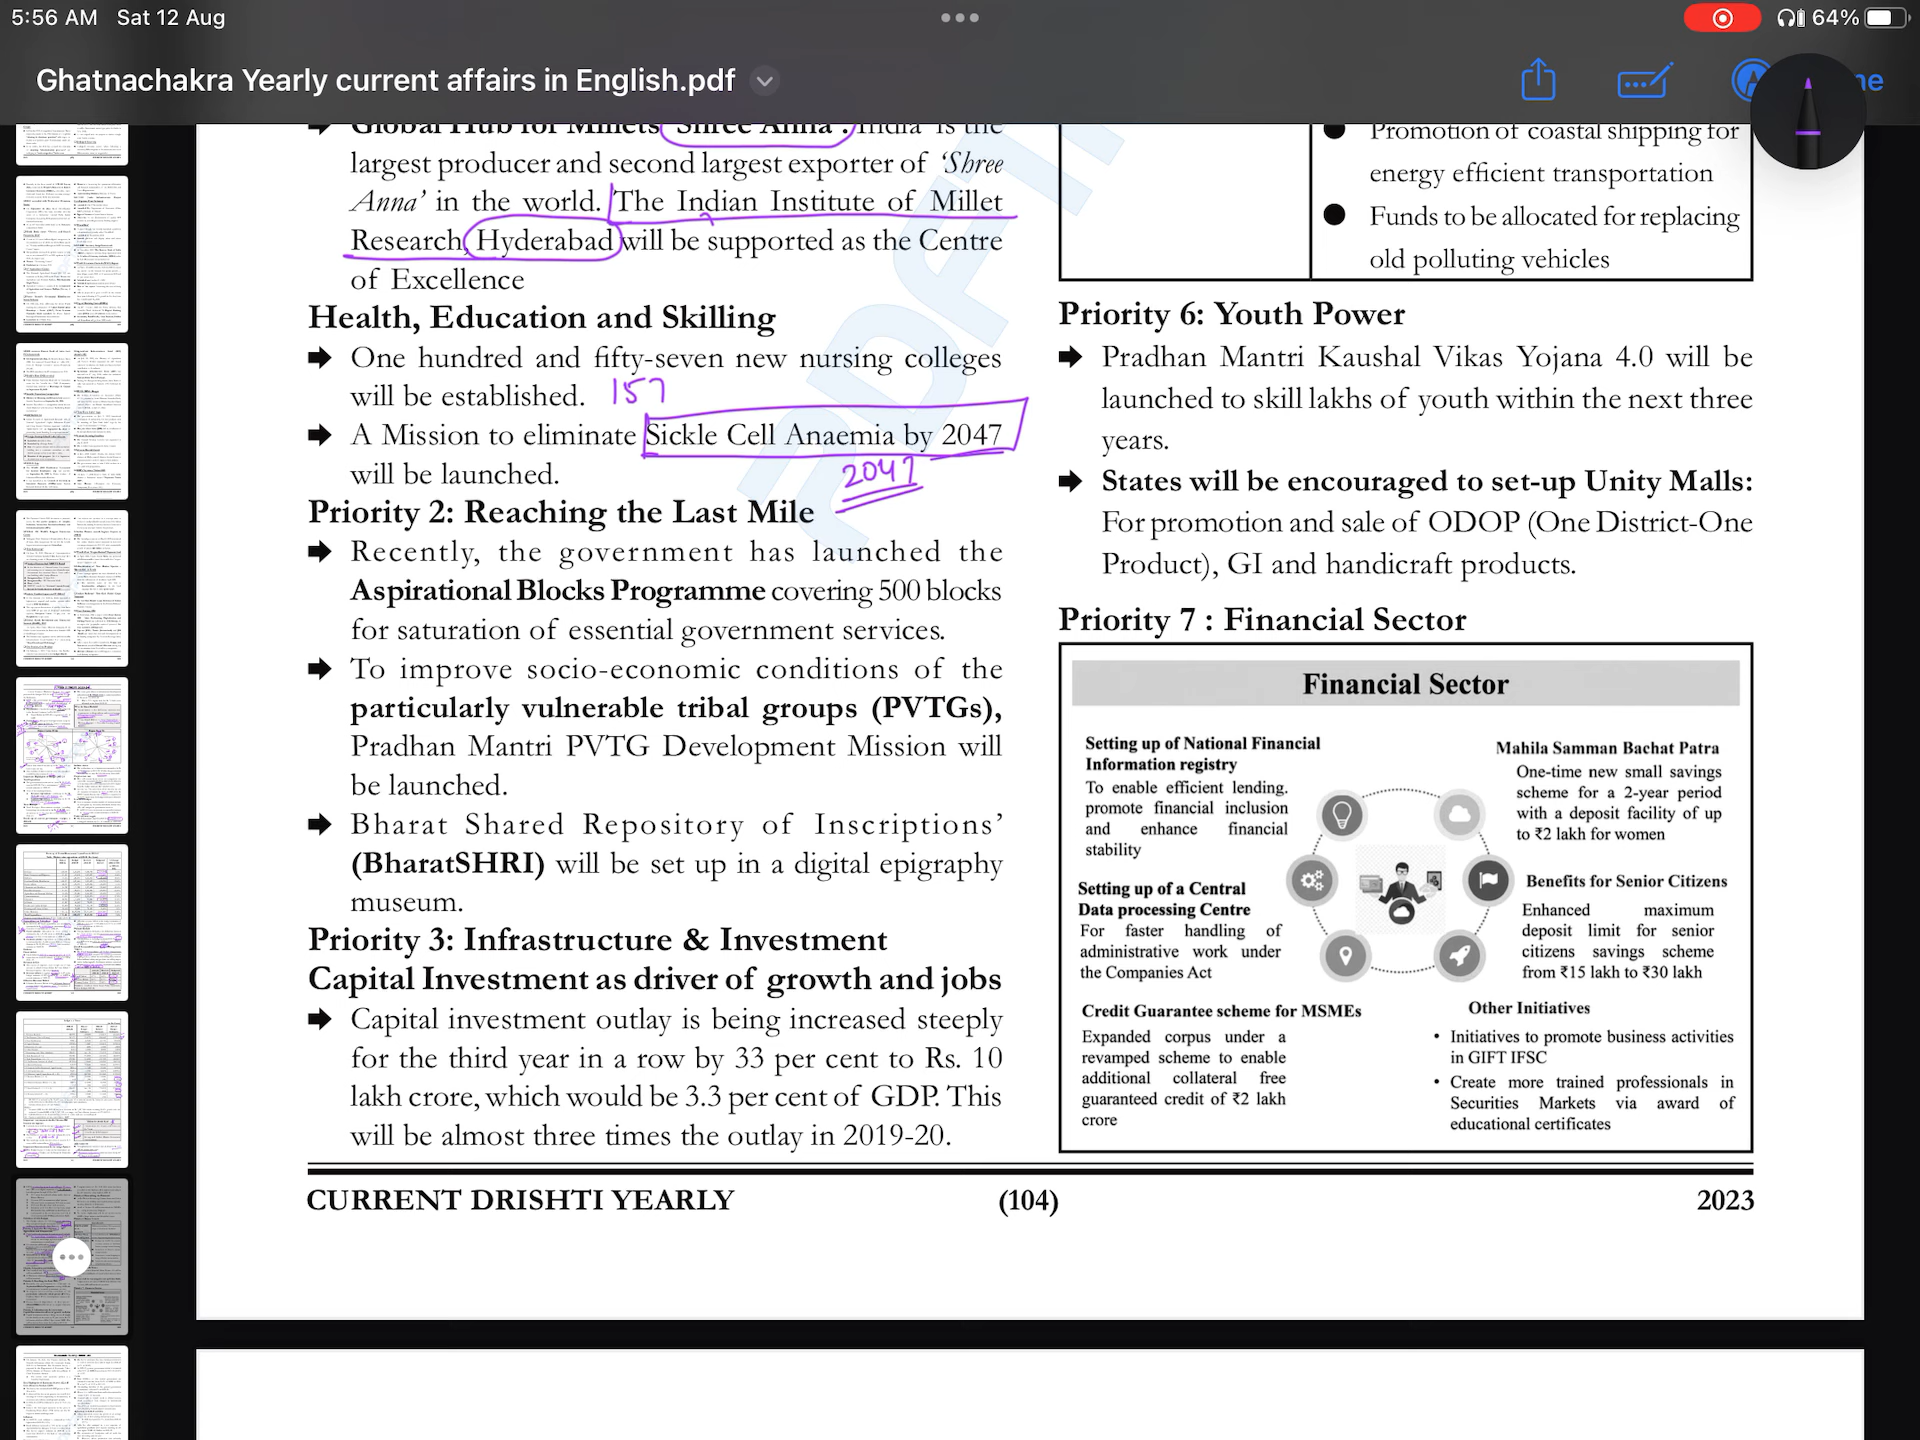 5:56 AM Sat 12 Aug
64%
Ghatnachakra Yearly current affairs in English.pdf
Global Hub for Millets 'Shree Anna': India is the
largest producer and second largest exporter of ‘Shree
Anna’ in the world. The Indian Institute of Millet
Research, Hyderabad will be supported as the Centre
of Excellence
Health, Education and Skilling
One hundred and fifty-seven new nursing colleges
will be established. 157
A Mission to eliminate Sickle Cell Anaemia by 2047
will be launched. 2047
Priority 2: Reaching the Last Mile
Recently, the government has launched the
Aspirational Blocks Programme covering 500 blocks
for saturation of essential government services.
To improve socio-economic conditions of the
particularly vulnerable tribal groups (PVTGs),
Pradhan Mantri PVTG Development Mission will
be launched.
Bharat Shared Repository of Inscriptions’
(BharatSHRI) will be set up in a digital epigraphy
museum.
Priority 3: Infrastructure & Investment
Capital Investment as driver of growth and jobs
Capital investment outlay is being increased steeply
for the third year in a row by 33 per cent to Rs. 10
lakh crore, which would be 3.3 per cent of GDP. This
will be almost three times the outlay in 2019-20.
● Promotion of coastal shipping for
energy efficient transportation
● Funds to be allocated for replacing
old polluting vehicles
Priority 6: Youth Power
Pradhan Mantri Kaushal Vikas Yojana 4.0 will be
launched to skill lakhs of youth within the next three
years.
States will be encouraged to set-up Unity Malls:
For promotion and sale of ODOP (One District-One
Product), GI and handicraft products.
Priority 7 : Financial Sector
Financial Sector
Setting up of National Financial
Information registry
To enable efficient lending.
promote financial inclusion
and enhance financial
stability
Setting up of a Central
Data processing Centre
For faster handling of
administrative work under
the Companies Act
Credit Guarantee scheme for MSMEs
Expanded corpus under a
revamped scheme to enable
additional collateral free
guaranteed credit of ₹2 lakh
crore
Mahila Samman Bachat Patra
One-time new small savings
scheme for a 2-year period
with a deposit facility of up
to ₹2 lakh for women
Benefits for Senior Citizens
Enhanced maximum
deposit limit for senior
citizens savings scheme
from ₹15 lakh to ₹30 lakh
Other Initiatives
• Initiatives to promote business activities
in GIFT IFSC
• Create more trained professionals in
Securities Markets via award of
educational certificates
CURRENT DRISHTI YEARLY (104) 2023